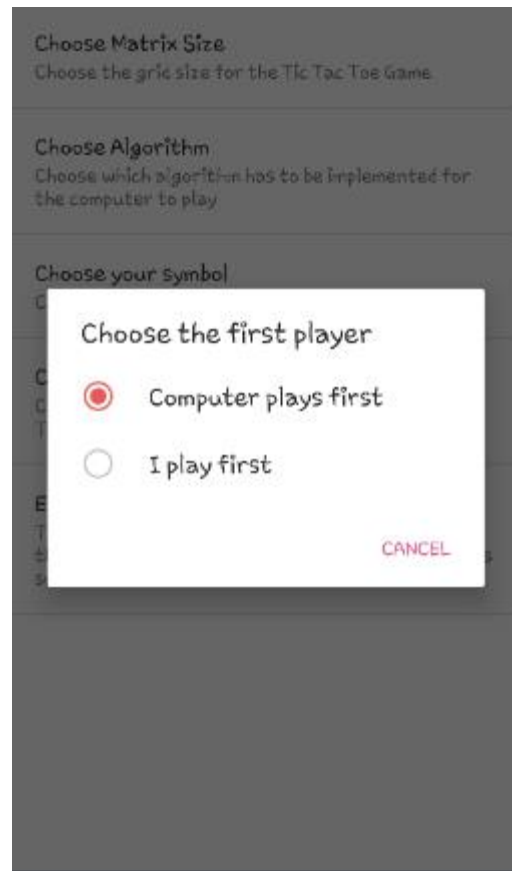 Choose Matrix Size
Choose the grid size for the Tic Tac Toe Game
Choose Algorithm
Choose which algorithm has to be implemented for
the computer to play
Choose your symbol
Choose the first player
Computer plays first
I play first
CANCEL